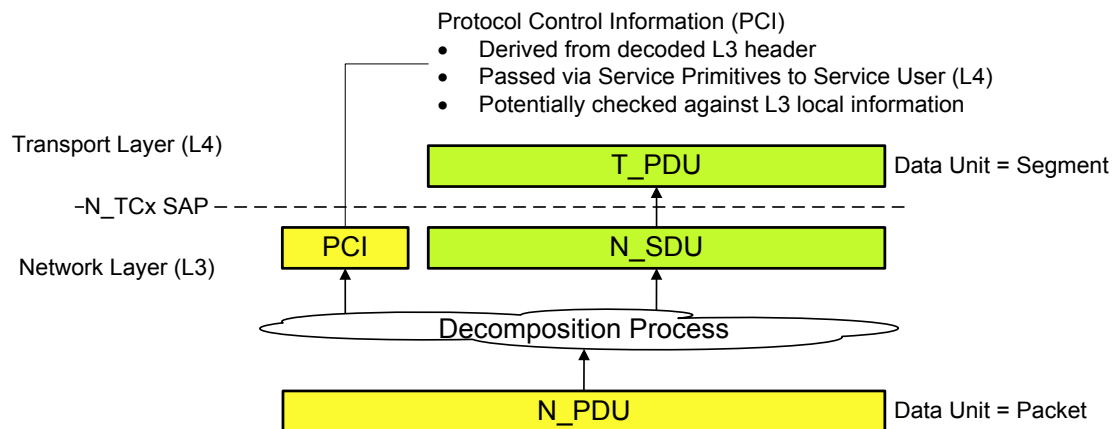 Protocol Control Information (PCI)
• Derived from decoded L3 header
• Passed via Service Primitives to Service User (L4)
• Potentially checked against L3 local information
Transport Layer (L4)
T_PDU
Data Unit = Segment
N_TCx SAP
PCI
N_SDU
Network Layer (L3)
Decomposition Process
N_PDU
Data Unit = Packet